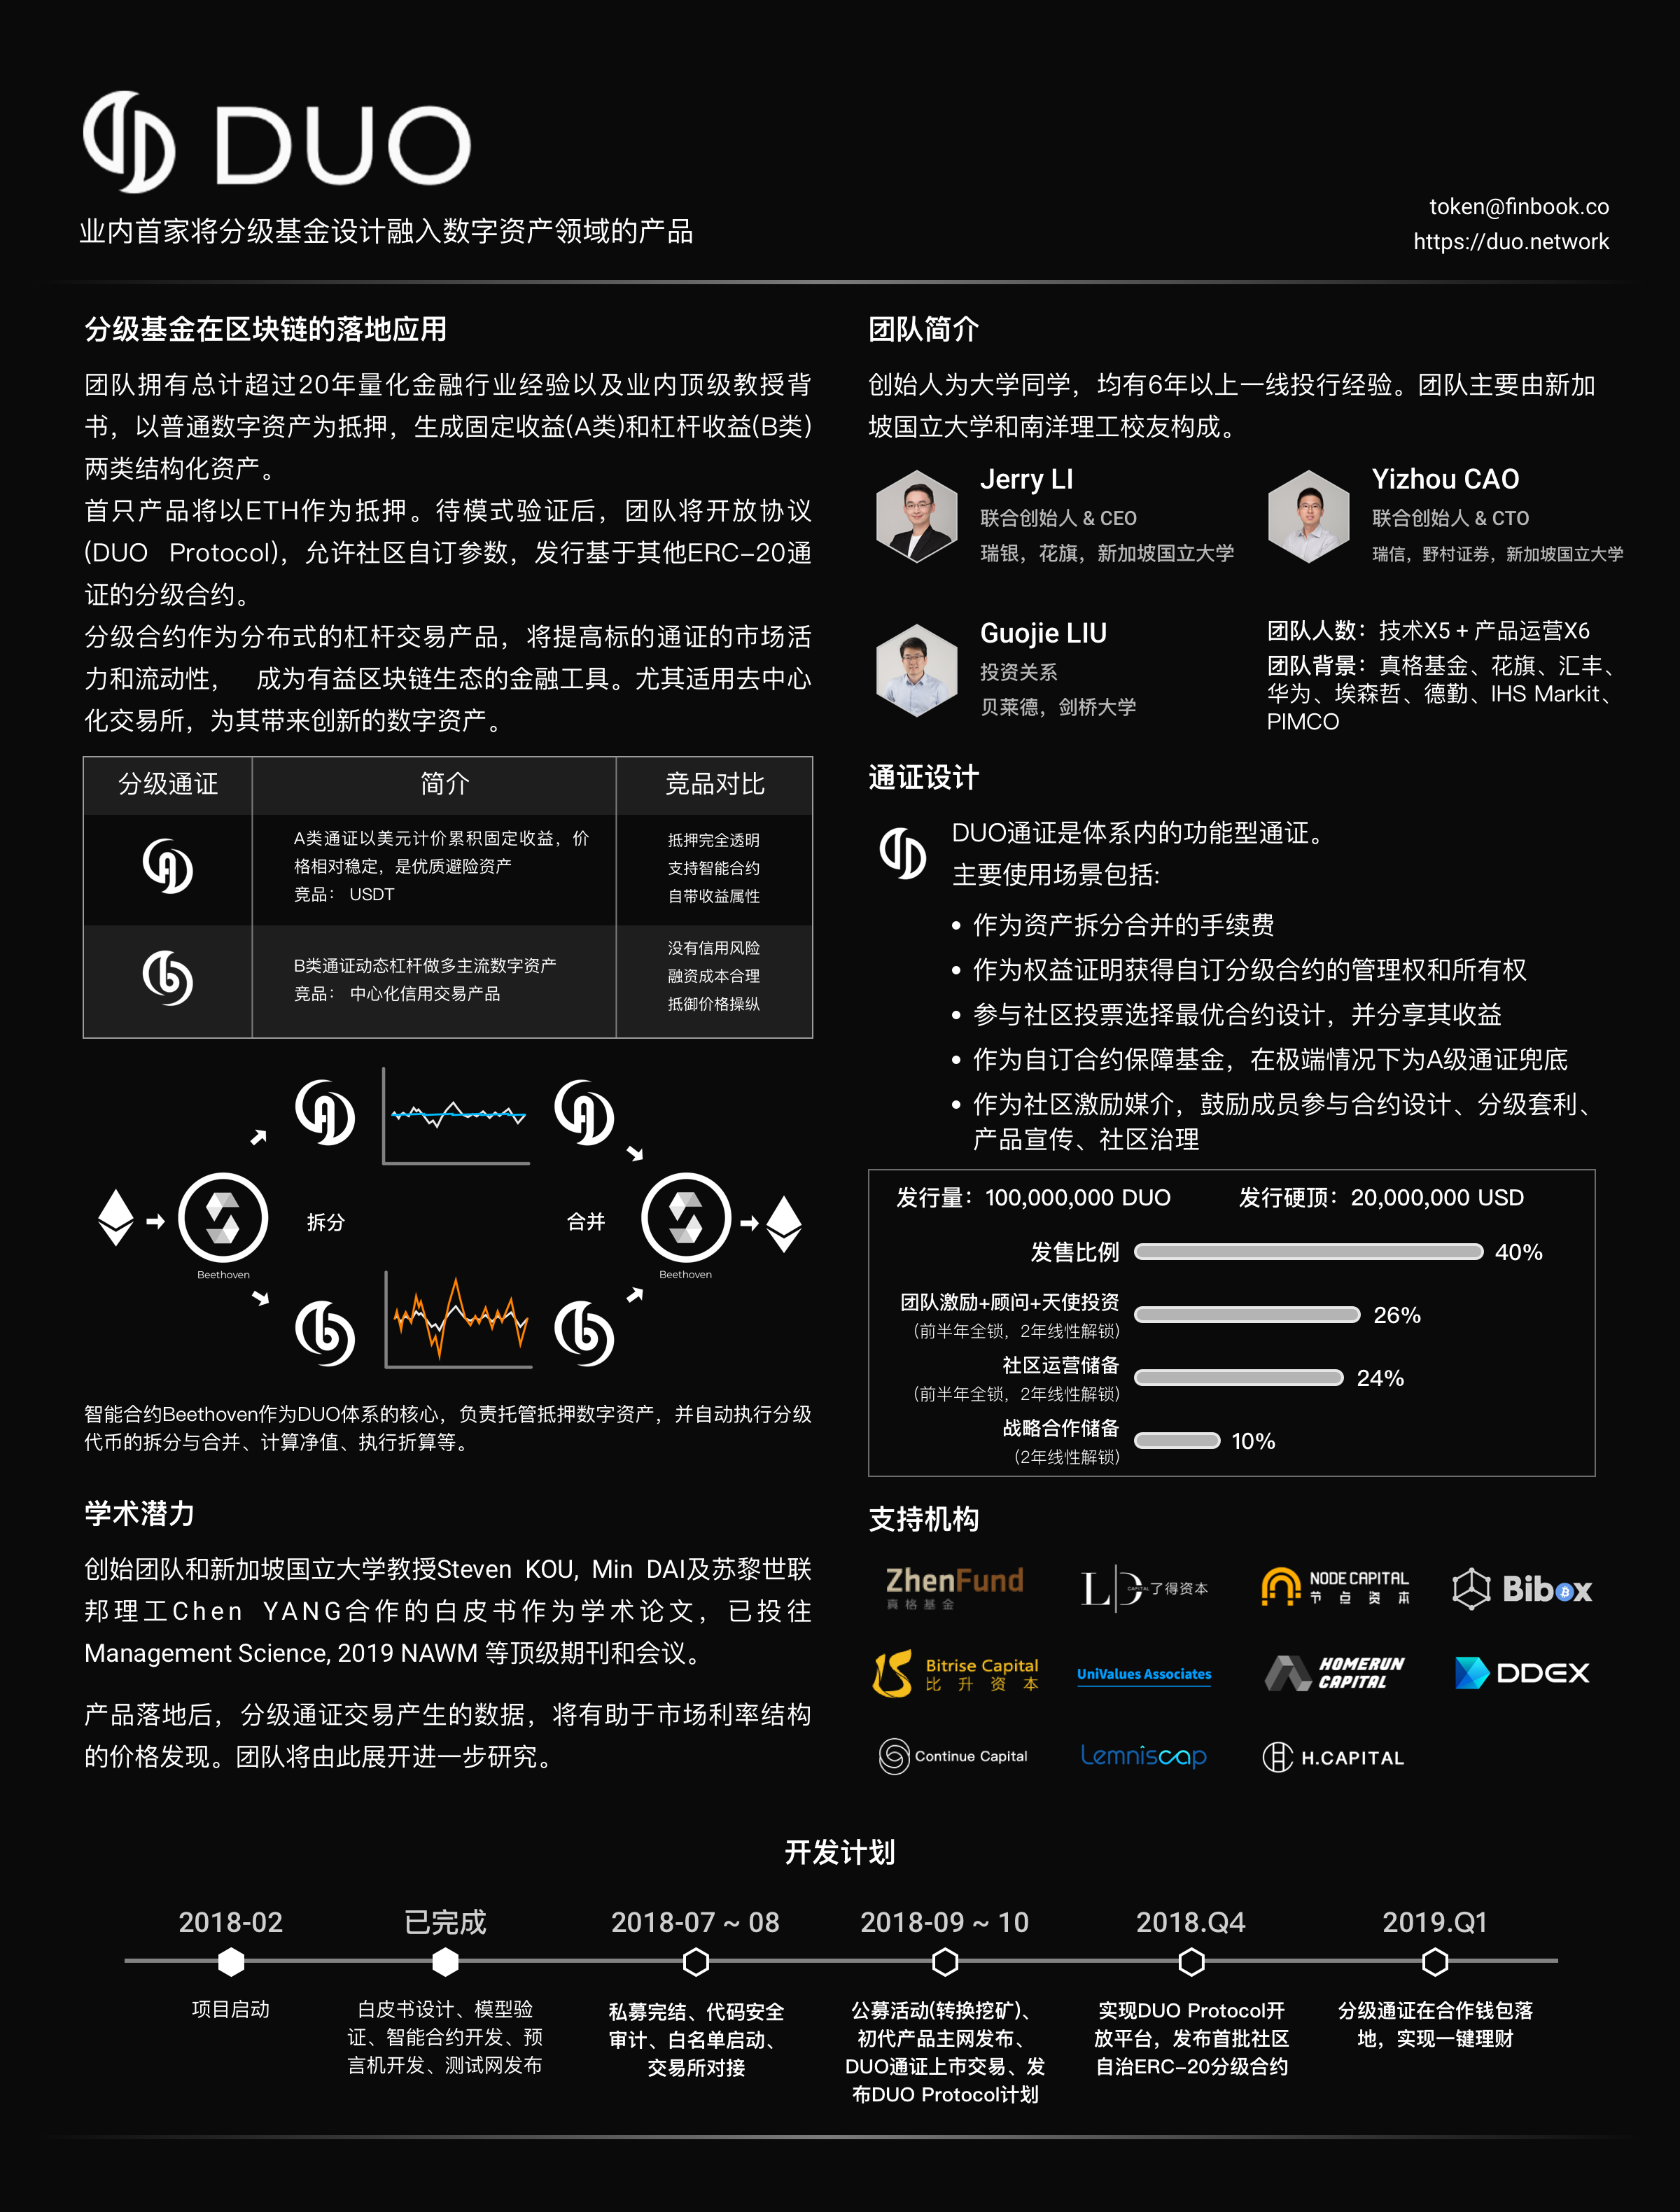 DUO
业内首家将分级基金设计融入数字资产领域的产品
token@finbook.co
https://duo.network
分级基金在区块链的落地应用
团队拥有总计超过20年量化金融行业经验以及业内顶级教授背
书，以普通数字资产为抵押，生成固定收益(A类)和杠杆收益(B类)
两类结构化资产。
首只产品将以ETH作为抵押。待模式验证后，团队将开放协议
(DUO Protocol)，允许社区自订参数，发行基于其他ERC-20通
证的分级合约。
分级合约作为分布式的杠杆交易产品，将提高标的通证的市场活
力和流动性， 成为有益区块链生态的金融工具。尤其适用去中心
化交易所，为其带来创新的数字资产。
分级通证 简介 竞品对比
A类通证以美元计价累积固定收益，价
格相对稳定，是优质避险资产
竞品： USDT
抵押完全透明
支持智能合约
自带收益属性
B类通证动态杠杆做多主流数字资产
竞品： 中心化信用交易产品
没有信用风险
融资成本合理
抵御价格操纵
拆分
合并
Beethoven
Beethoven
智能合约Beethoven作为DUO体系的核心，负责托管抵押数字资产，并自动执行分级
代币的拆分与合并、计算净值、执行折算等。
学术潜力
创始团队和新加坡国立大学教授Steven KOU, Min DAI及苏黎世联
邦理工Chen YANG合作的白皮书作为学术论文，已投往
Management Science, 2019 NAWM 等顶级期刊和会议。
产品落地后，分级通证交易产生的数据，将有助于市场利率结构
的价格发现。团队将由此展开进一步研究。
团队简介
创始人为大学同学，均有6年以上一线投行经验。团队主要由新加
坡国立大学和南洋理工校友构成。
Jerry LI
联合创始人 & CEO
瑞银，花旗，新加坡国立大学
Yizhou CAO
联合创始人 & CTO
瑞信，野村证券，新加坡国立大学
Guojie LIU
投资关系
贝莱德，剑桥大学
团队人数：技术X5 + 产品运营X6
团队背景：真格基金、花旗、汇丰、
华为、埃森哲、德勤、IHS Markit、
PIMCO
通证设计
DUO通证是体系内的功能型通证。
主要使用场景包括:
• 作为资产拆分合并的手续费
• 作为权益证明获得自订分级合约的管理权和所有权
• 参与社区投票选择最优合约设计，并分享其收益
• 作为自订合约保障基金，在极端情况下为A级通证兜底
• 作为社区激励媒介，鼓励成员参与合约设计、分级套利、
产品宣传、社区治理
发行量：100,000,000 DUO 发行硬顶：20,000,000 USD
发售比例 40%
团队激励+顾问+天使投资 26%
(前半年全锁，2年线性解锁)
社区运营储备 24%
(前半年全锁，2年线性解锁)
战略合作储备 10%
(2年线性解锁)
支持机构
ZhenFund
真格基金
LD CAPITAL 了得资本
NODE CAPITAL
节点资本
Bibox
Bitrise Capital
比升资本
UniValues Associates
HOMERUN
CAPITAL
DDEX
Continue Capital
Lemniscap
H.CAPITAL
开发计划
2018-02
项目启动
已完成
白皮书设计、模型验
证、智能合约开发、预
言机开发、测试网发布
2018-07 ~ 08
私募完结、代码安全
审计、白名单启动、
交易所对接
2018-09 ~ 10
公募活动(转换挖矿)、
初代产品主网发布、
DUO通证上市交易、发
布DUO Protocol计划
2018.Q4
实现DUO Protocol开
放平台，发布首批社区
自治ERC-20分级合约
2019.Q1
分级通证在合作钱包落
地，实现一键理财